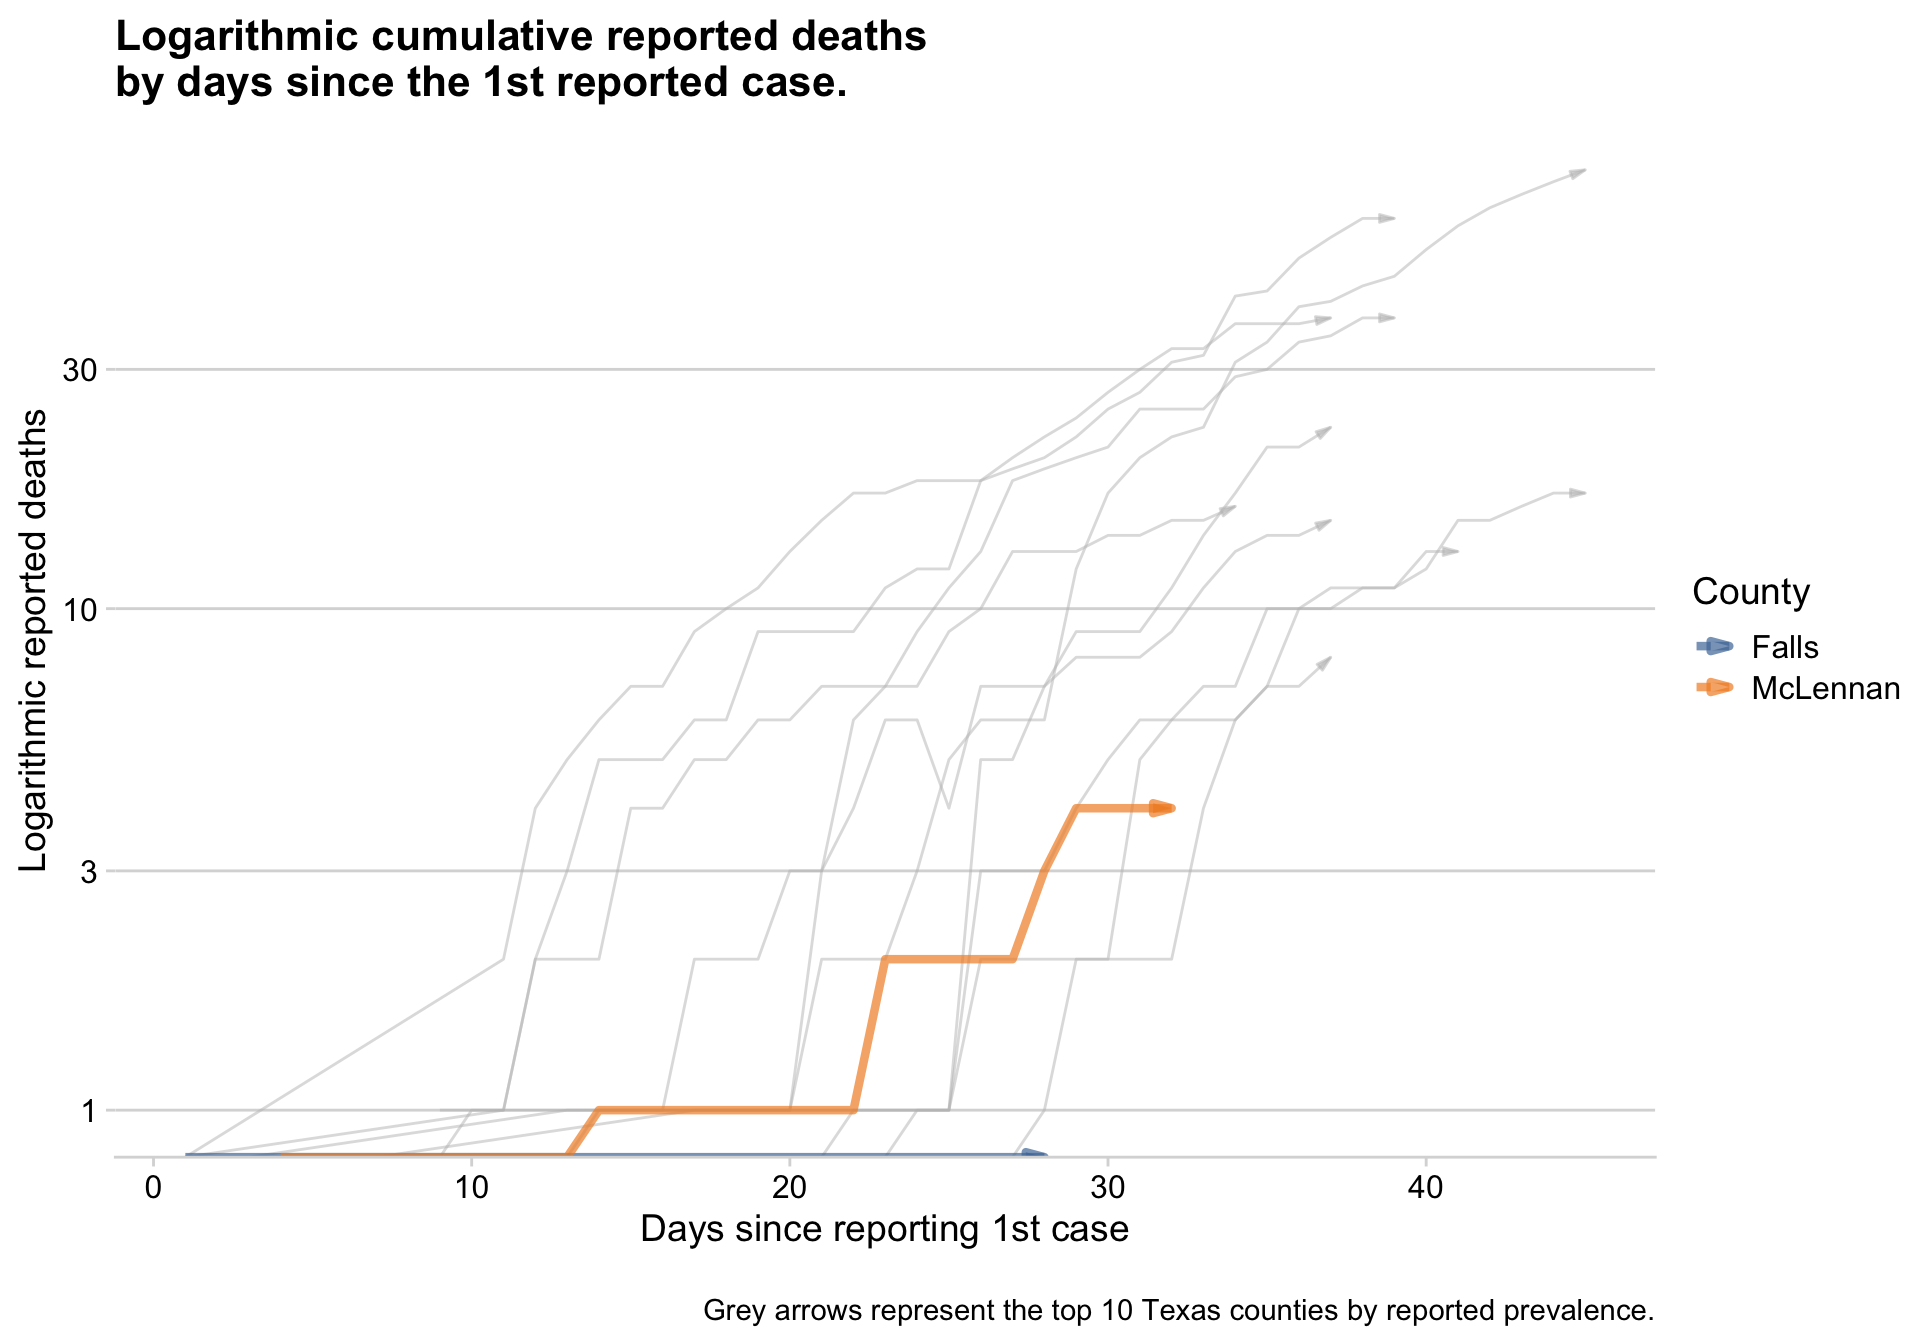 Logarithmic cumulative reported deaths
by days since the 1st reported case.
Logarithmic reported deaths
30
10
3
1
0 10 20 30 40
Days since reporting 1st case
County
Falls
McLennan
Grey arrows represent the top 10 Texas counties by reported prevalence.